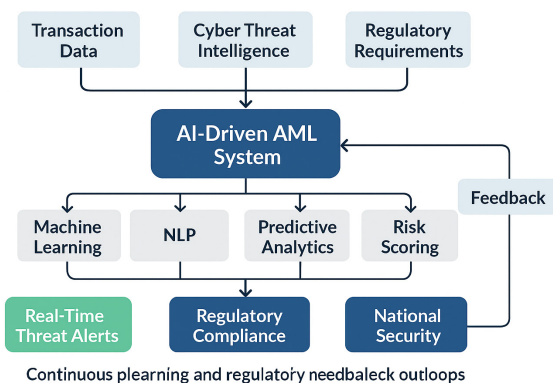 Transaction
Data
Cyber Threat
Intelligence
Regulatory
Requirements
AI-Driven AML
System
Feedback
Machine
Learning
NLP
Predictive
Analytics
Risk
Scoring
Real-Time
Threat Alerts
Regulatory
Compliance
National
Security
Continuous plearning and regulatory needbaleck outloops